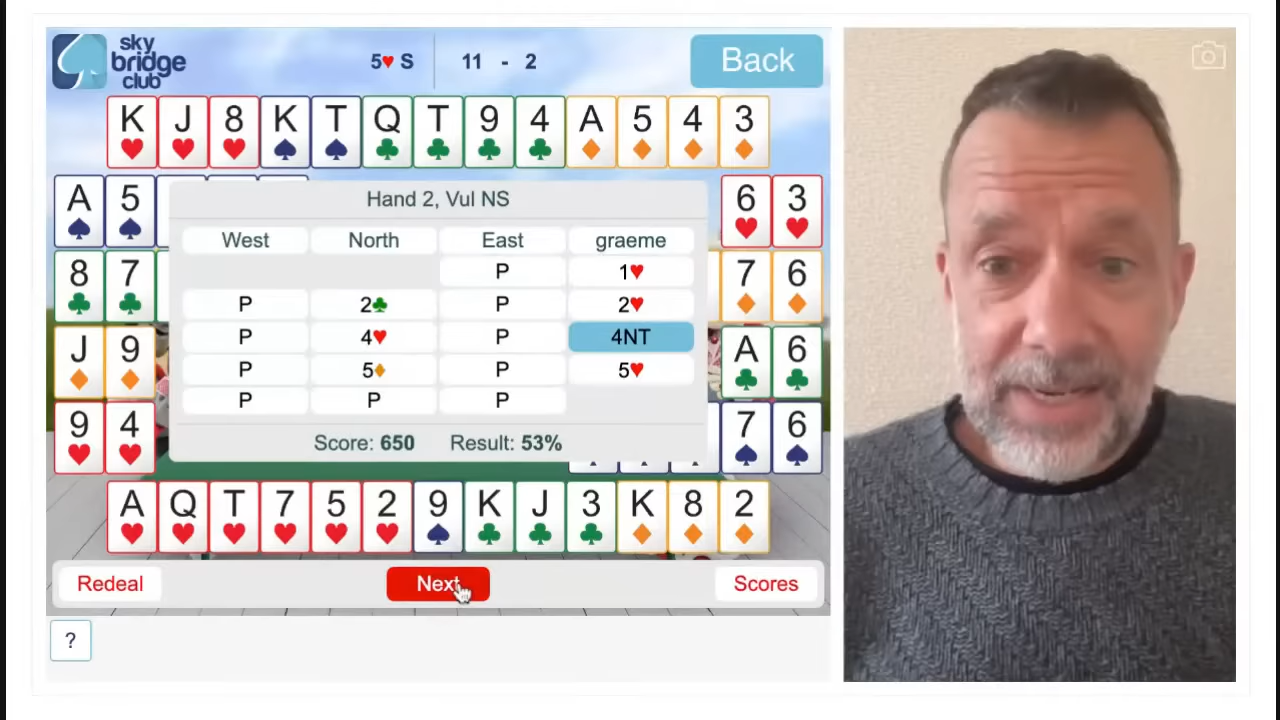 sky
bridge
club
5♥ S 11 - 2
Back
K J 8 K T Q T 9 4 A 5 4 3
A 5
6 3
8 7
7 6
J 9
A 6
9 4
7 6
Hand 2, Vul NS
West North East graeme
P 1♥
P 2♣ P 2♥
P 4♥ P 4NT
P 5♦ P 5♥
P P P
Score: 650 Result: 53%
A Q T 7 5 2 9 K J 3 K 8 2
Redeal Next Scores
?